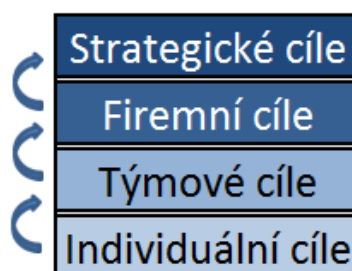 Strategické cíle
Firemní cíle
Týmové cíle
Individuální cíle